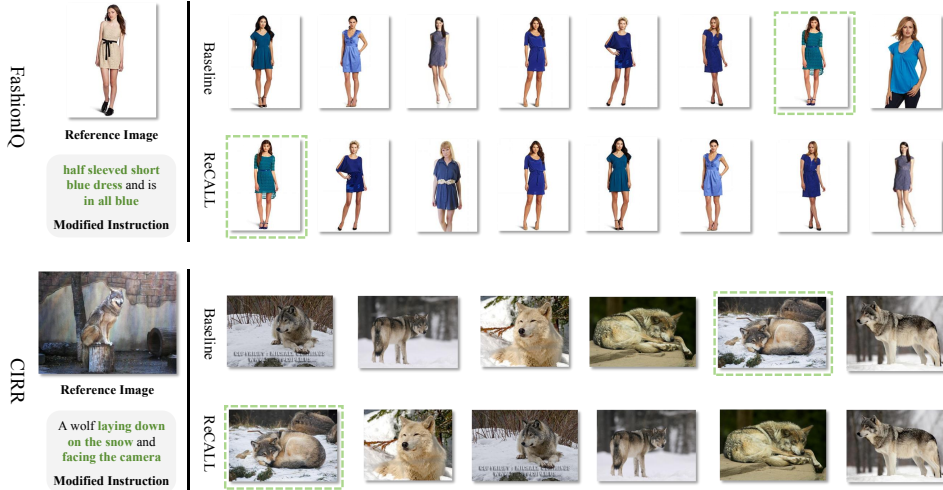 FashionIQ
Reference Image
half sleeved short
blue dress and is
in all blue
Modified Instruction
Baseline
ReCALL
CIRR
Reference Image
A wolf laying down
on the snow and
facing the camera
Modified Instruction
Baseline
ReCALL